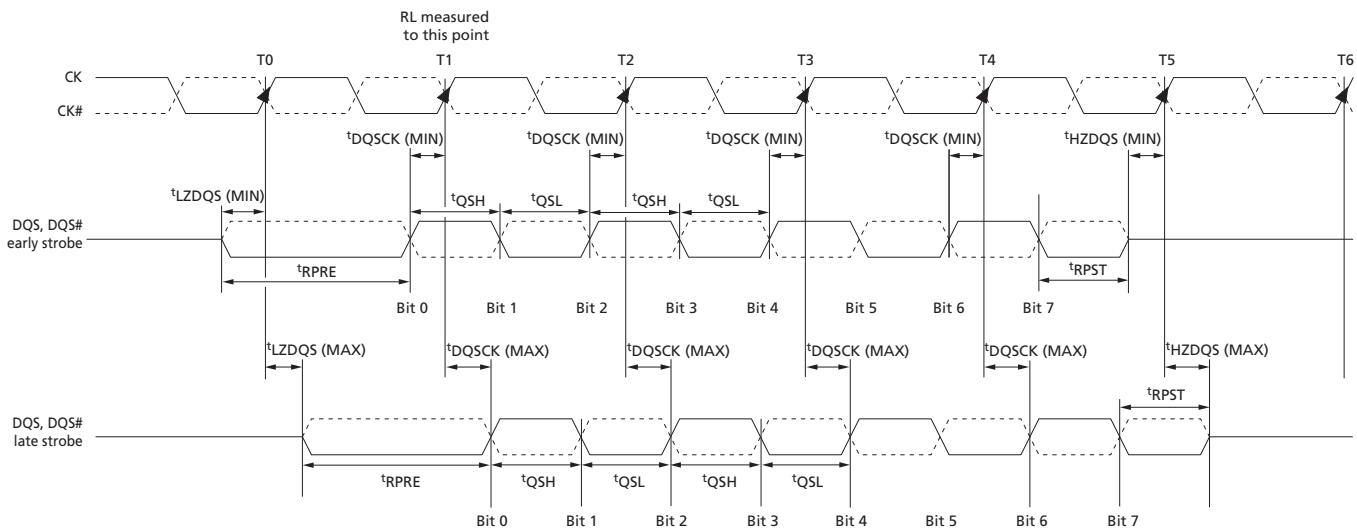 RL measured
to this point
T0 T1 T2 T3 T4 T5 T6
CK
CK#
tDQSCK (MIN) tDQSCK (MIN) tDQSCK (MIN) tDQSCK (MIN) tHZDQS (MIN)
tLZDQS (MIN)
tQSH tQSL tQSH tQSL
DQS, DQS#
early strobe
tRPRE tRPST
Bit 0 Bit 1 Bit 2 Bit 3 Bit 4 Bit 5 Bit 6 Bit 7
tLZDQS (MAX) tDQSCK (MAX) tDQSCK (MAX) tDQSCK (MAX) tDQSCK (MAX) tHZDQS (MAX)
tRPST
DQS, DQS#
late strobe
tRPRE tQSH tQSL tQSH tQSL
Bit 0 Bit 1 Bit 2 Bit 3 Bit 4 Bit 5 Bit 6 Bit 7